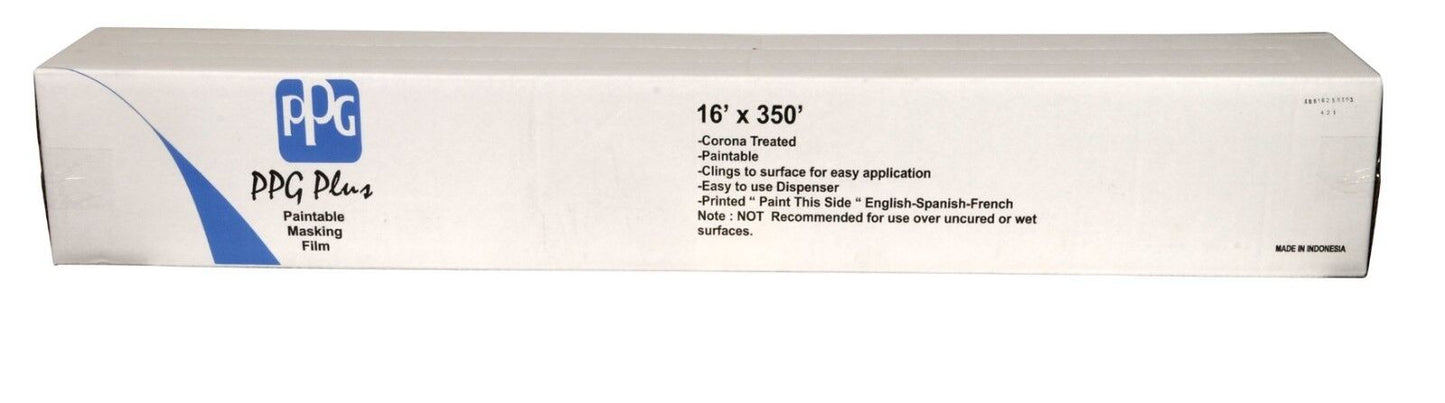 PPG
PPG Plus
Paintable
Masking
Film
16' x 350'
-Corona Treated
-Paintable
-Clings to surface for easy application
-Easy to use Dispenser
-Printed “ Paint This Side “ English-Spanish-French
Note : NOT Recommended for use over uncured or wet
surfaces.
421
MADE IN INDONESIA